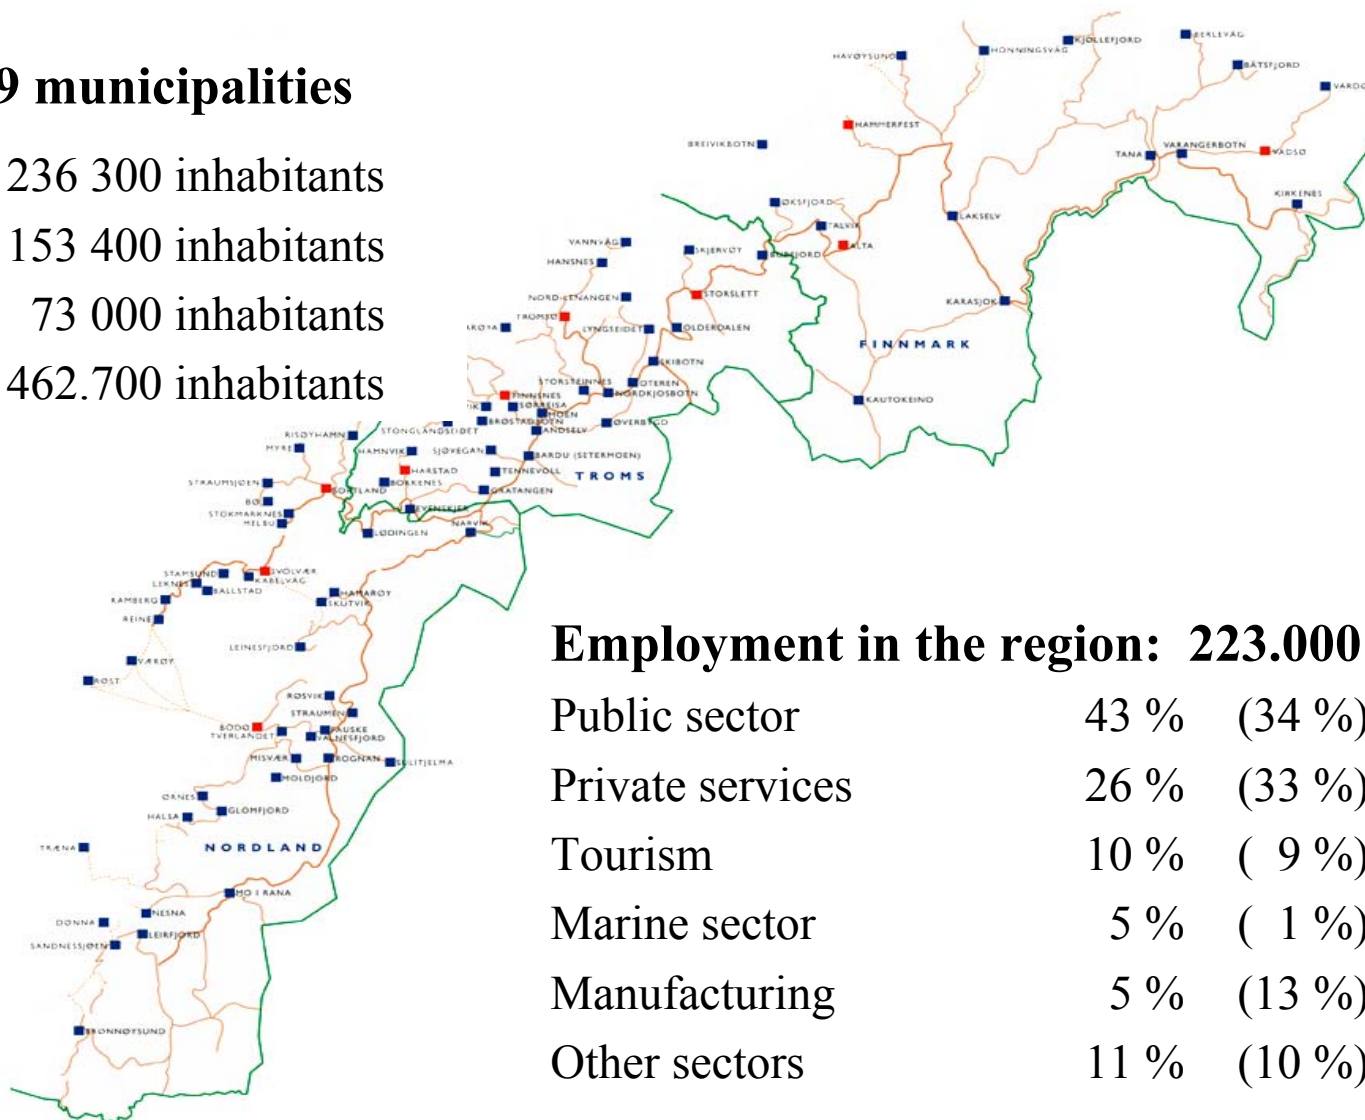 9 municipalities
236 300 inhabitants
153 400 inhabitants
73 000 inhabitants
462.700 inhabitants
HAVØYSUND
HONNINGSVÅG
KJØLLEFJORD
BERLEVÅG
BÅTSFJORD
HAMMERFEST
BREIVIKBOTN
TANA
VARANGERBOTN
VADSØ
KIRKENES
ØKSFJORD
TALVIK
ALTA
LAKSELV
VANNVÅG
HANSNES
SKJERVØY
BURFJORD
NORD-LENANGEN
STORSLETT
KARASJOK
TROMSØ
LYNGSEIDET
OLDERDALEN
FINNMARK
SKIBOTN
STORSTEINNES
OTEREN
NORDKJOSBOTN
KAUTOKEINO
FINNSNES
SØRREISA
MOEN
BRØSTADBOTN
ANDSELV
ØVERBYGD
STONGLANDSEIDET
RISØYHAMN
MYRE
HAMNVIK
SJØVEGAN
BARDU (SETERMOEN)
HARSTAD
TENNEVOLL
TROMS
STRAUMSJØEN
SORTLAND
BORKENES
GRATANGEN
BØ
STOKMARKNES
MELBU
EVENSKJER
NARVIK
LØDINGEN
STAMSUND
SVOLVÆR
KABELVÅG
LEKNES
BALLSTAD
HAMARØY
SKUTVIK
RAMBERG
REINE
LEINESFJORD
VÆRØY
RØST
RØSVIK
STRAUMEN
BODØ
TVERLANDET
FAUSKE
VALNESFJORD
MISVÆR
ROGNAN
SULITJELMA
MOLDJORD
ØRNES
HALSA
GLOMFJORD
TRÆNA
NORDLAND
MO I RANA
DØNNA
NESNA
LEIRFJORD
SANDNESSJØEN
BRØNNØYSUND
Employment in the region: 223.000
Public sector 43 % (34 %)
Private services 26 % (33 %)
Tourism 10 % ( 9 %)
Marine sector 5 % ( 1 %)
Manufacturing 5 % (13 %)
Other sectors 11 % (10 %)